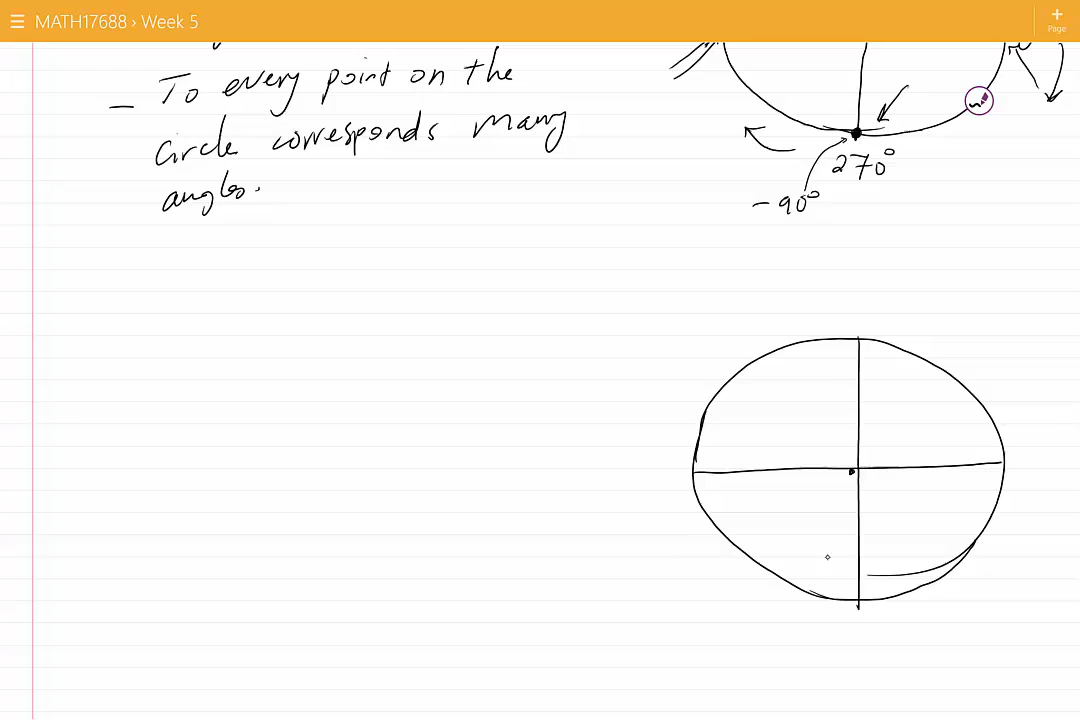 MATH17688 › Week 5
Page
– To every point on the
circle corresponds many
angles.
270°
-90°